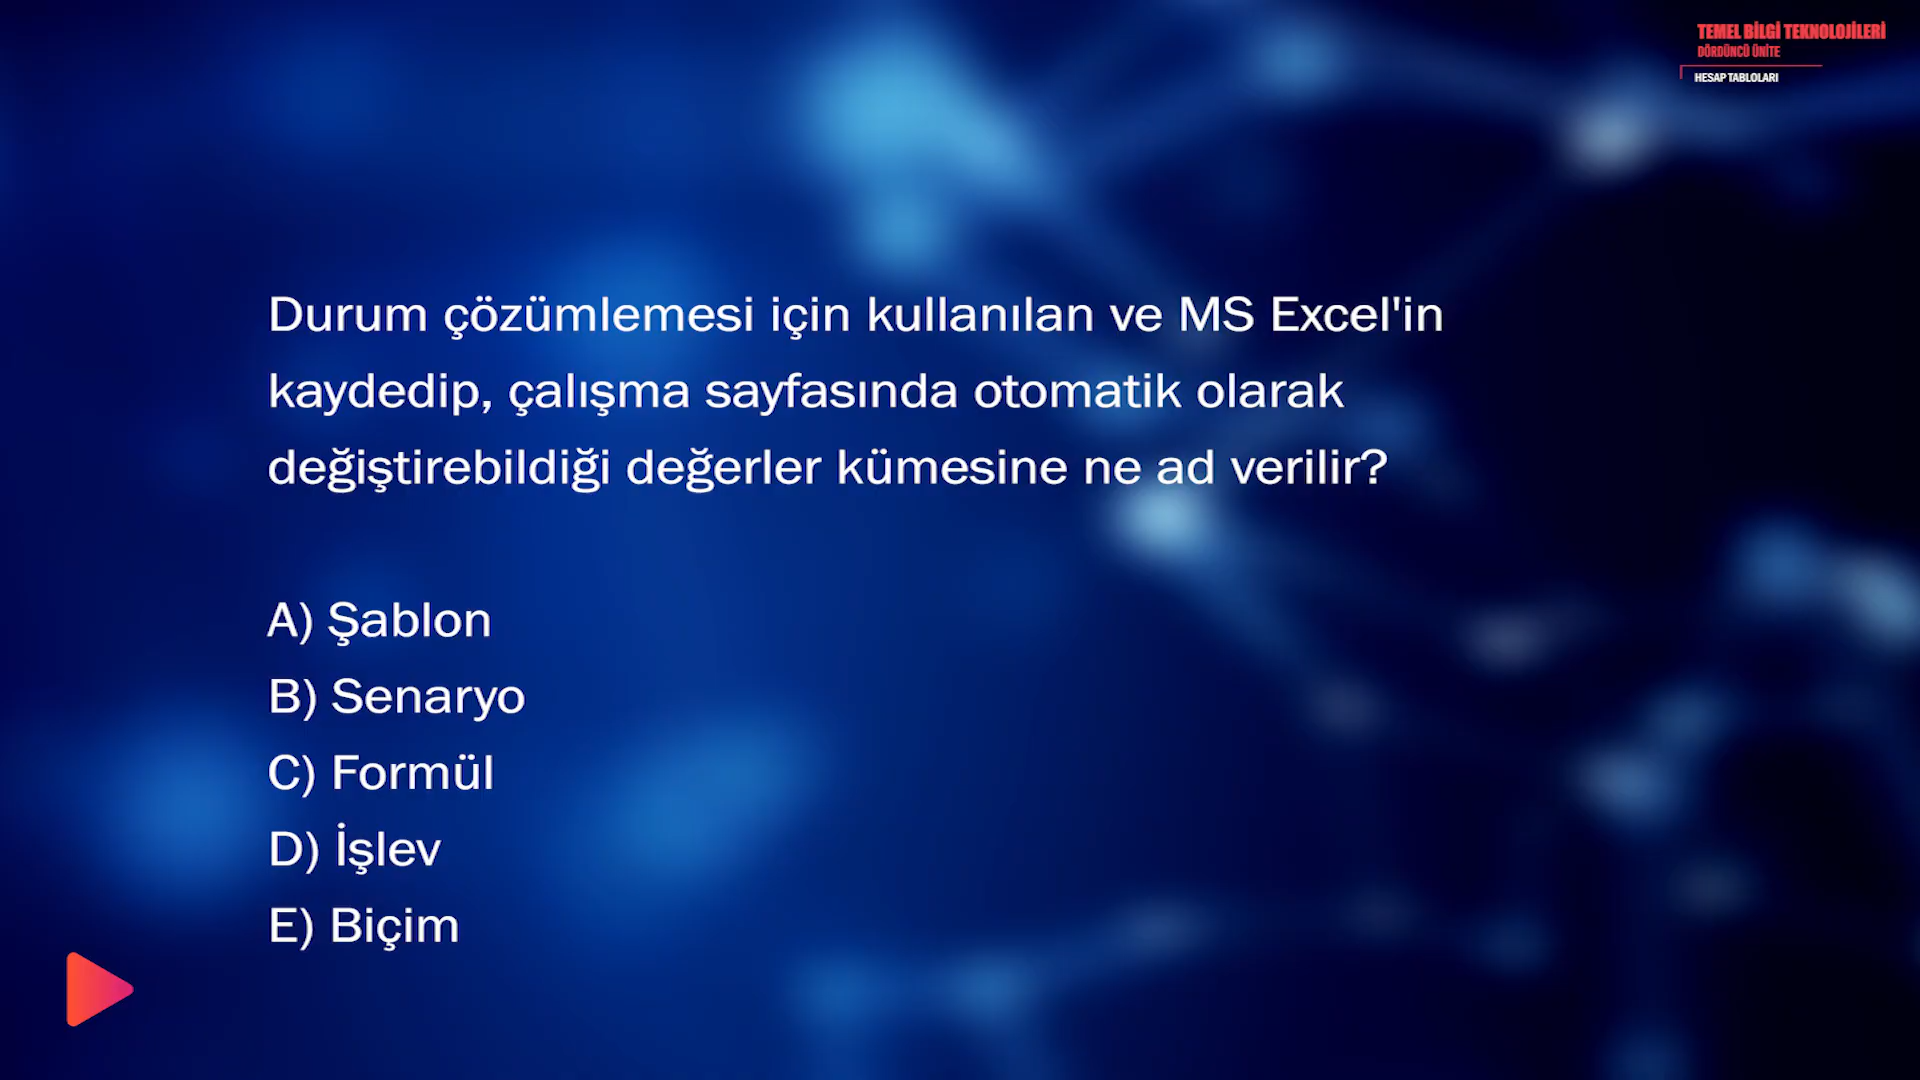 TEMEL BİLGİ TEKNOLOJİLERİ
DÖRDÜNCÜ ÜNİTE
HESAP TABLOLARI
Durum çözümlemesi için kullanılan ve MS Excel'in
kaydedip, çalışma sayfasında otomatik olarak
değiştirebildiği değerler kümesine ne ad verilir?
A) Şablon
B) Senaryo
C) Formül
D) İşlev
E) Biçim